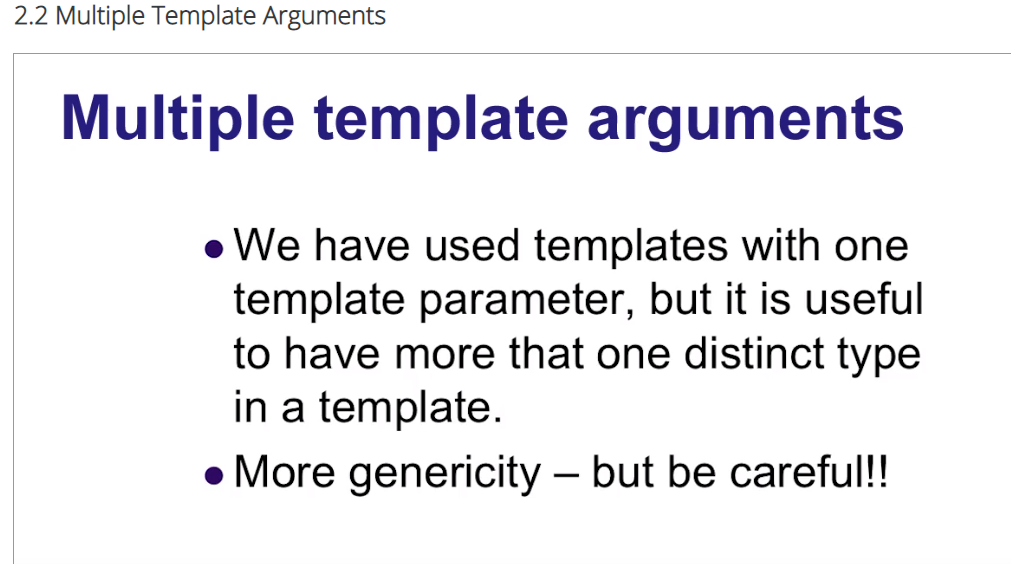 2.2 Multiple Template Arguments
Multiple template arguments
● We have used templates with one
template parameter, but it is useful
to have more that one distinct type
in a template.
● More genericity – but be careful!!